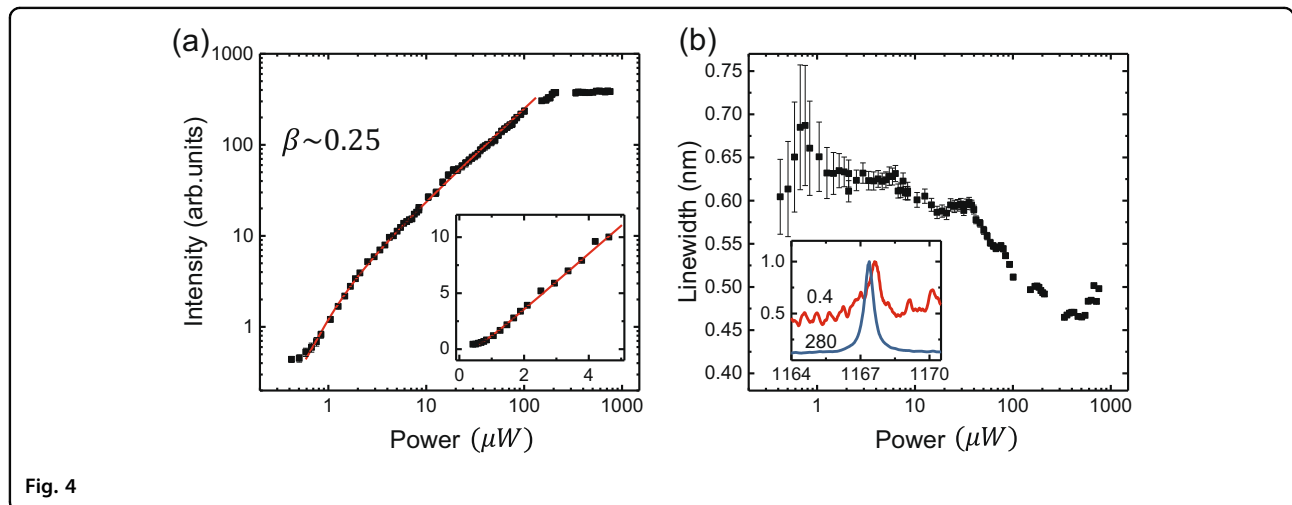 (a)
1000
100
10
1
Intensity (arb.units)
β~0.25
10
5
0
0 2 4
1 10 100 1000
Power (μW)
(b)
0.75
0.70
0.65
0.60
0.55
0.50
0.45
0.40
Linewidth (nm)
1.0
0.5
0.4
280
1164 1167 1170
1 10 100 1000
Power (μW)
Fig. 4